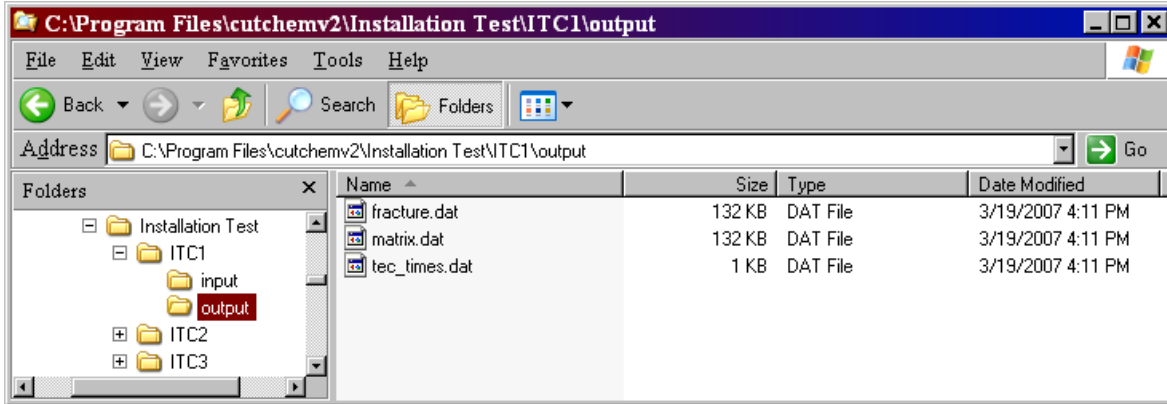 C:\Program Files\cutchemv2\Installation Test\ITC1\output
File Edit View Favorites Tools Help
Back Search Folders
Address C:\Program Files\cutchemv2\Installation Test\ITC1\output Go
Folders x Name Size Type Date Modified
Installation Test
ITC1
input
output
ITC2
ITC3
fracture.dat 132 KB DAT File 3/19/2007 4:11 PM
matrix.dat 132 KB DAT File 3/19/2007 4:11 PM
tec_times.dat 1 KB DAT File 3/19/2007 4:11 PM